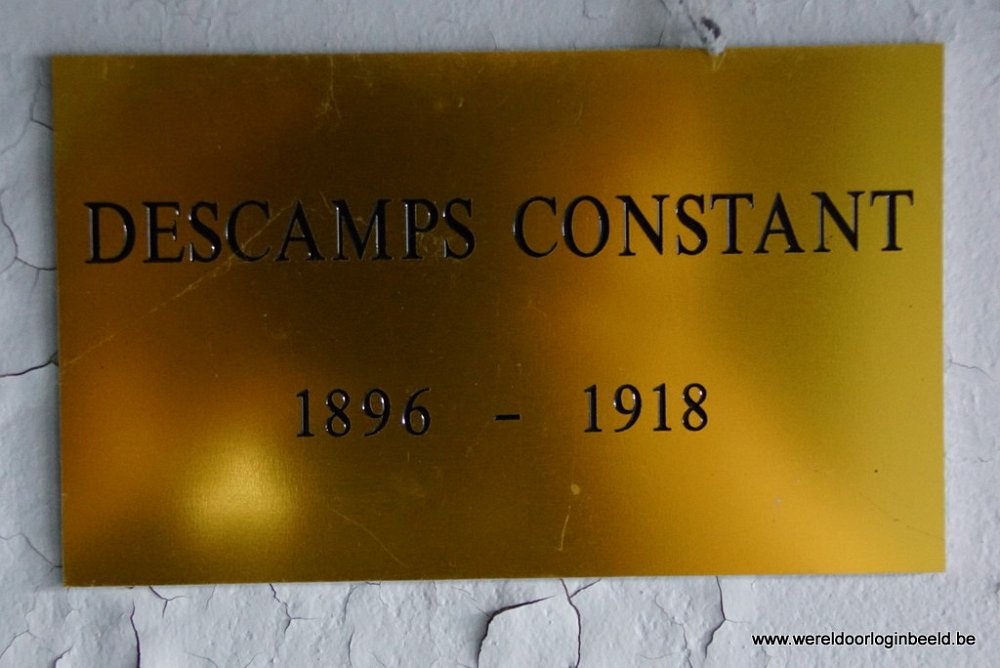 DESCAMPS CONSTANT
1896 - 1918
www.wereldoorloginbeeld.be